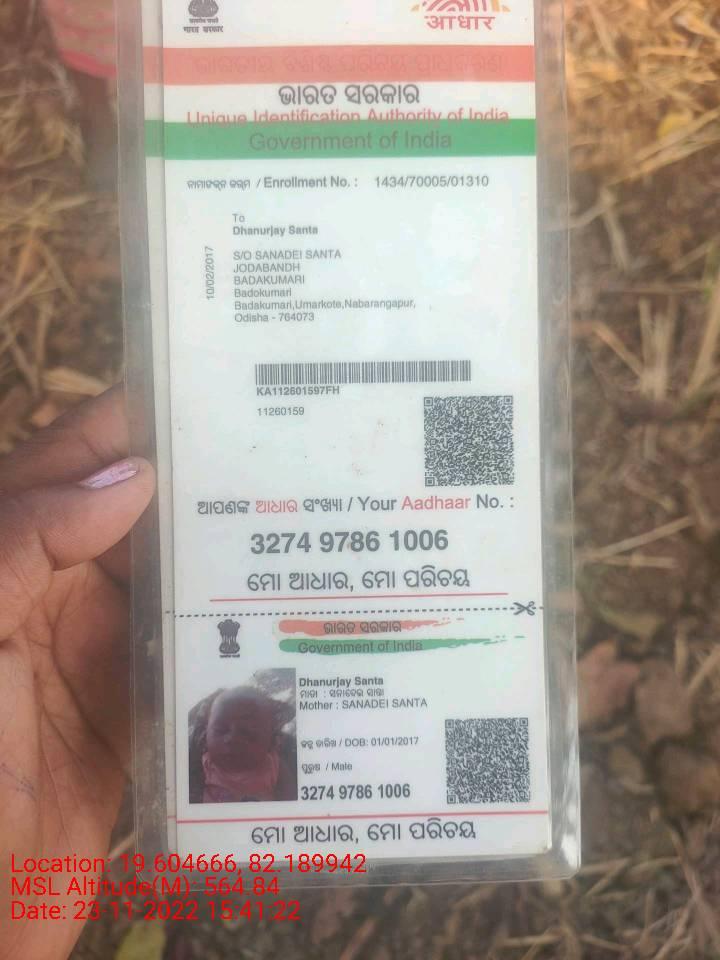 भारत सरकार
आधार
ଭାରତ ସରକାର
Unique Identification Authority of India
Government of India
ନାମାଙ୍କନ କ୍ରମ / Enrollment No. : 1434/70005/01310
To
Dhanurjay Santa
S/O SANADEI SANTA
JODABANDH
BADAKUMARI
Badokumari
Badakumari,Umarkote,Nabarangapur,
Odisha - 764073
10/02/2017
KA112601597FH
11260159
ଆପଣଙ୍କ ଆଧାର ସଂଖ୍ୟା / Your Aadhaar No. :
3274 9786 1006
ମୋ ଆଧାର, ମୋ ପରିଚୟ
ଭାରତ ସରକାର
Government of India
Dhanurjay Santa
ମାତା : ସନାଦେଇ ସାନ୍ତା
Mother : SANADEI SANTA
ଜନ୍ମ ତାରିଖ / DOB: 01/01/2017
ପୁରୁଷ / Male
3274 9786 1006
ମୋ ଆଧାର, ମୋ ପରିଚୟ
Location: 19.604666, 82.189942
MSL Altitude(M): 564.84
Date: 23-11-2022 15:41:22